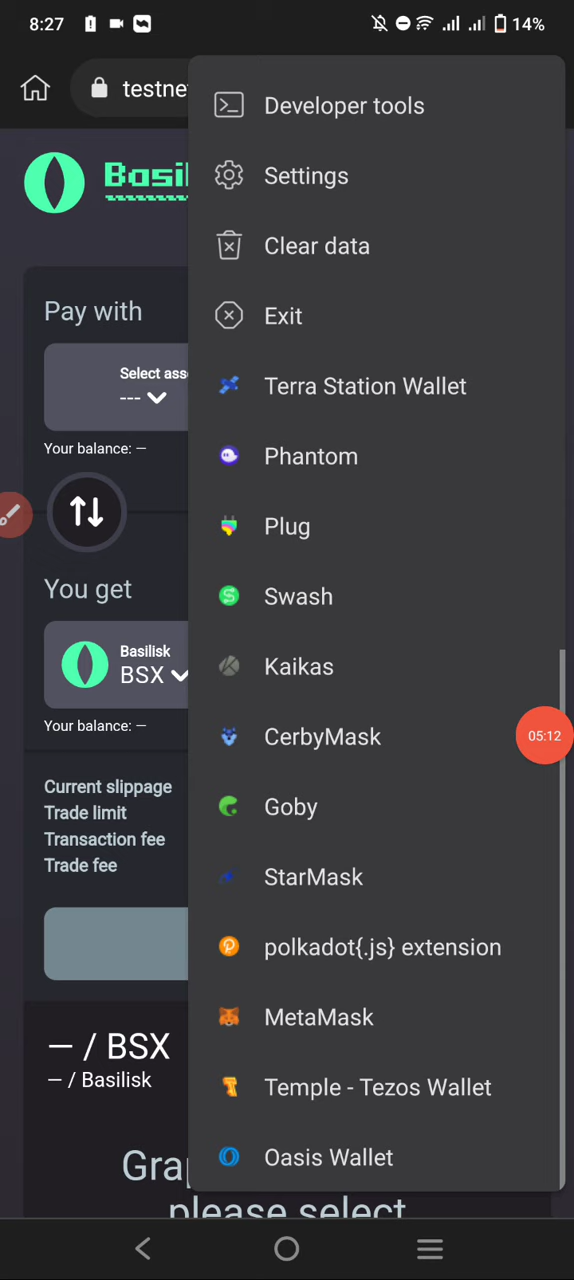 8:27
14%
testne
Developer tools
Settings
Clear data
Exit
Terra Station Wallet
Phantom
Plug
Swash
Kaikas
CerbyMask
Goby
StarMask
polkadot{.js} extension
MetaMask
Temple - Tezos Wallet
Oasis Wallet
Basil
Pay with
Select ass
---
Your balance: —
You get
Basilisk
BSX
Your balance: —
05:12
Current slippage
Trade limit
Transaction fee
Trade fee
— / BSX
— / Basilisk
Gra
please select